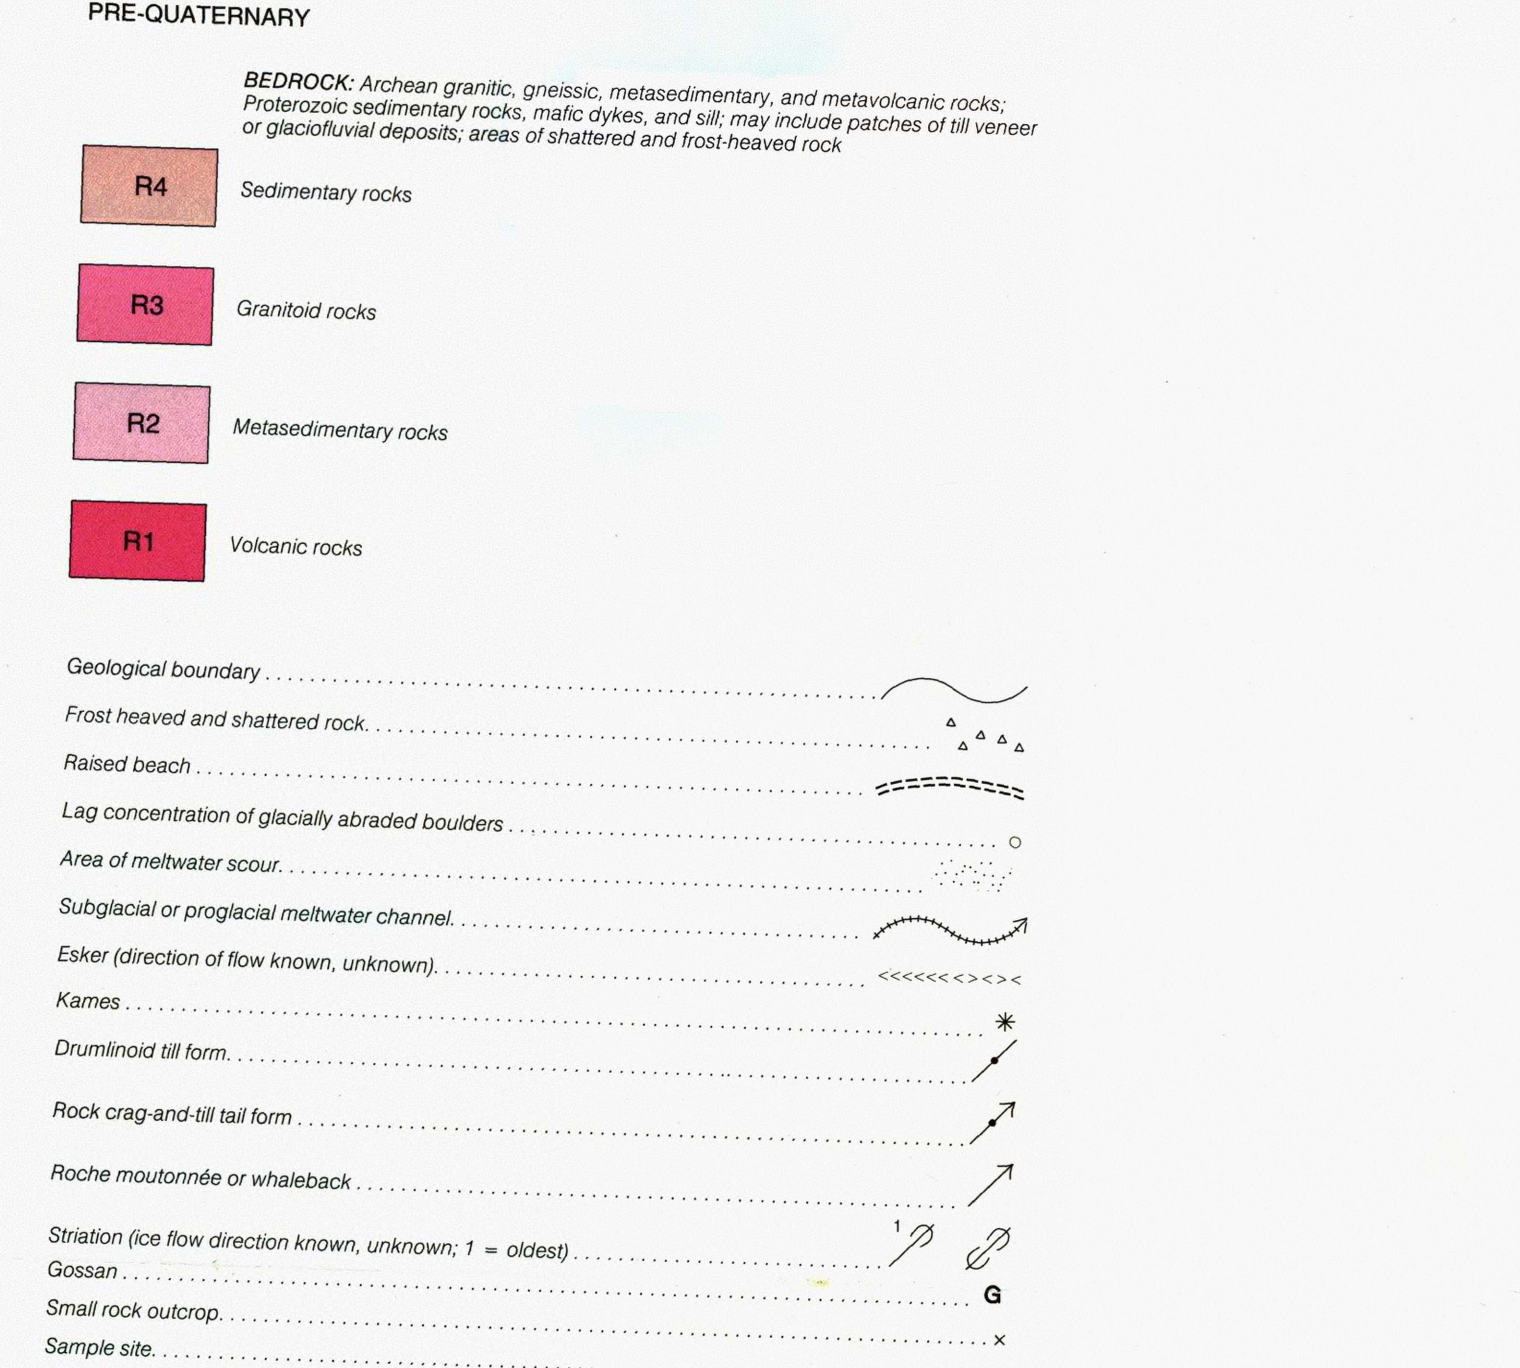 PRE-QUATERNARY
BEDROCK: Archean granitic, gneissic, metasedimentary, and metavolcanic rocks;
Proterozoic sedimentary rocks, mafic dykes, and sill; may include patches of till veneer
or glaciofluvial deposits; areas of shattered and frost-heaved rock
R4 Sedimentary rocks
R3 Granitoid rocks
R2 Metasedimentary rocks
R1 Volcanic rocks
Geological boundary
Frost heaved and shattered rock
Raised beach
Lag concentration of glacially abraded boulders
Area of meltwater scour
Subglacial or proglacial meltwater channel
Esker (direction of flow known, unknown) <<<<<<<><><
Kames
Drumlinoid till form
Rock crag-and-till tail form
Roche moutonnée or whaleback
Striation (ice flow direction known, unknown; 1 = oldest) 1
Gossan G
Small rock outcrop x
Sample site